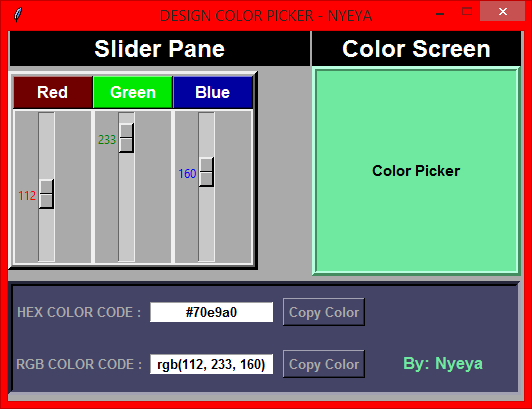 DESIGN COLOR PICKER - NYEYA
Slider Pane
Color Screen
Red
Green
Blue
112
233
160
Color Picker
HEX COLOR CODE :
#70e9a0
Copy Color
RGB COLOR CODE :
rgb(112, 233, 160)
Copy Color
By: Nyeya